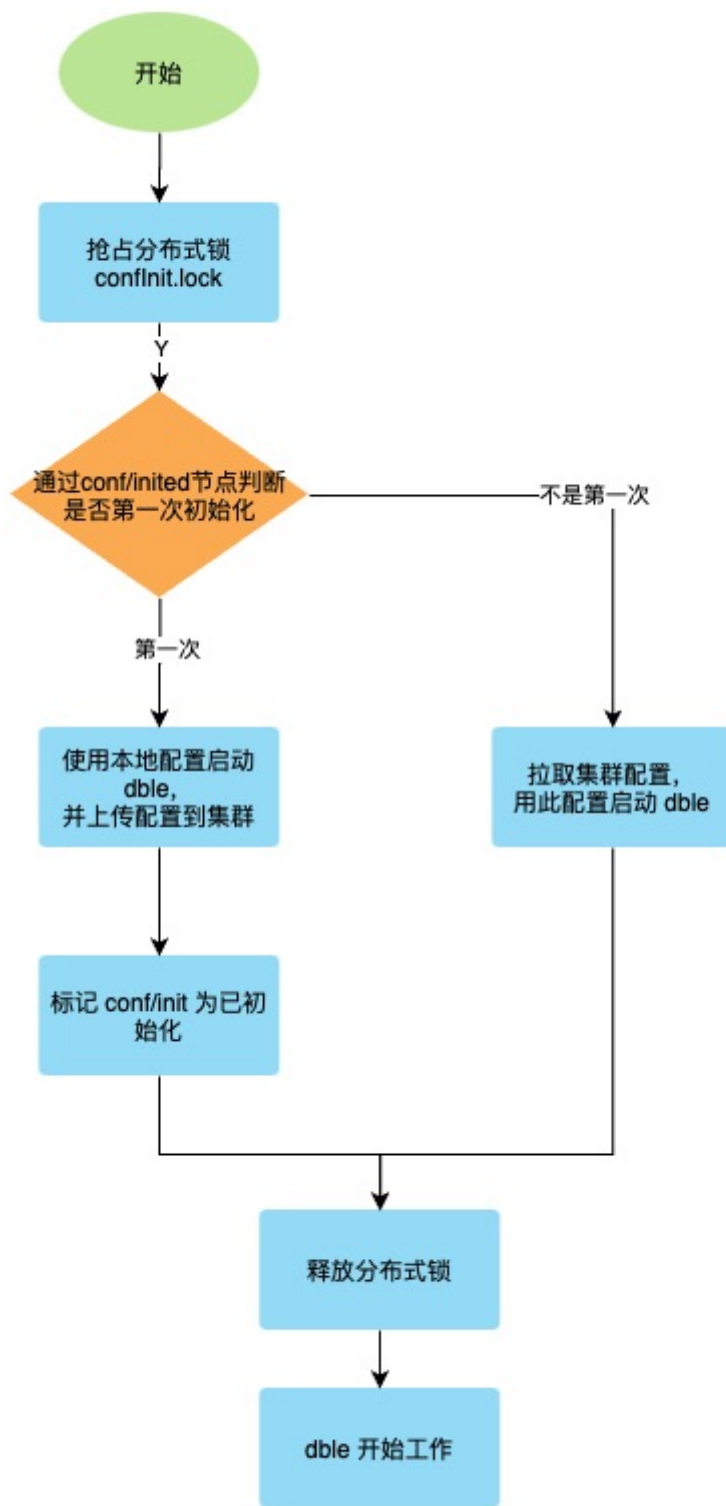 开始
抢占分布式锁
confInit.lock
Y
通过conf/inited节点判断
是否第一次初始化
不是第一次
第一次
使用本地配置启动
dble，
并上传配置到集群
拉取集群配置，
用此配置启动 dble
标记 conf/init 为已初
始化
释放分布式锁
dble 开始工作